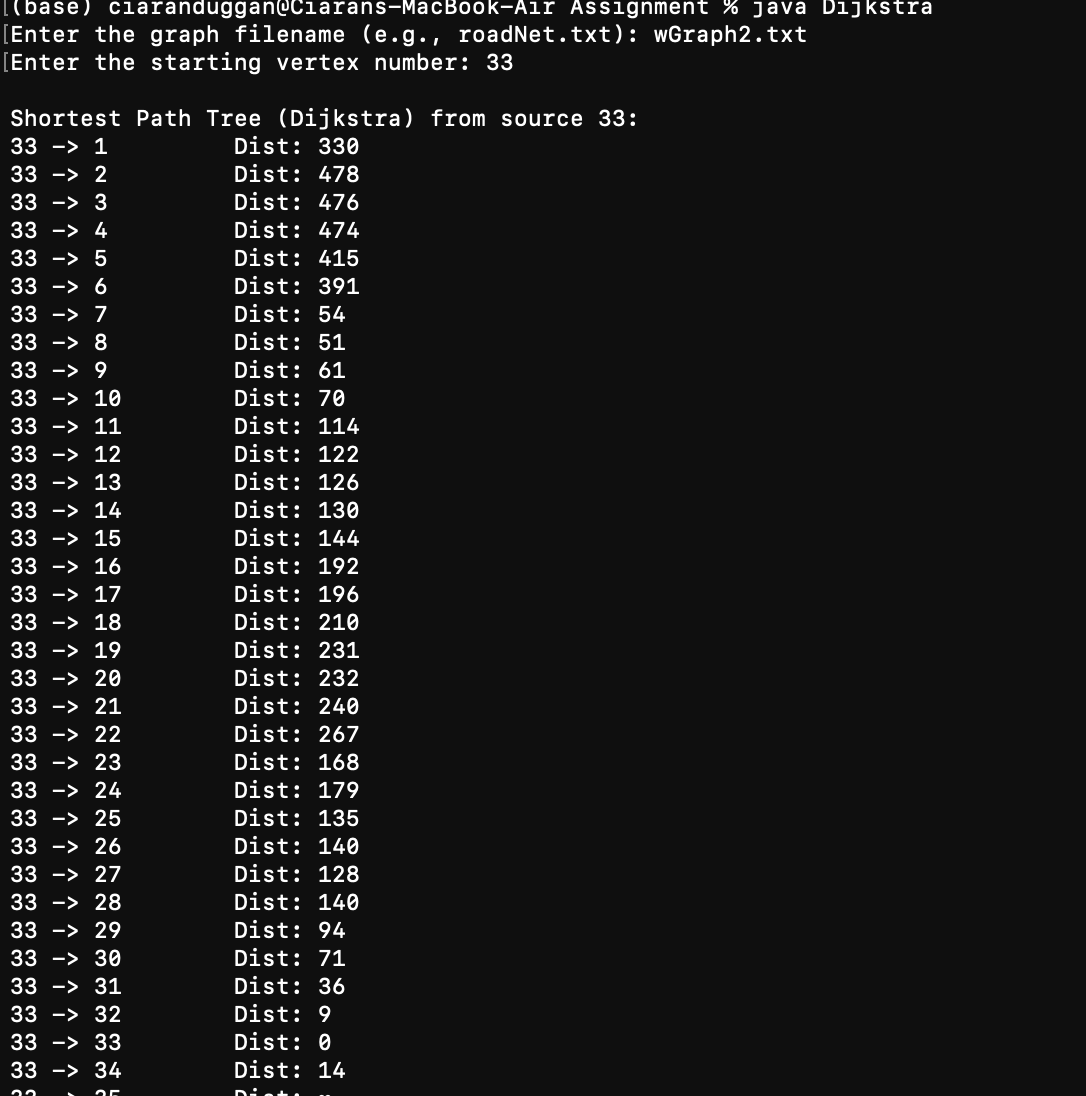 [(base) ciaranduggan@Ciarans-MacBook-Air Assignment % java Dijkstra
[Enter the graph filename (e.g., roadNet.txt): wGraph2.txt
[Enter the starting vertex number: 33
Shortest Path Tree (Dijkstra) from source 33:
33 -> 1 Dist: 330
33 -> 2 Dist: 478
33 -> 3 Dist: 476
33 -> 4 Dist: 474
33 -> 5 Dist: 415
33 -> 6 Dist: 391
33 -> 7 Dist: 54
33 -> 8 Dist: 51
33 -> 9 Dist: 61
33 -> 10 Dist: 70
33 -> 11 Dist: 114
33 -> 12 Dist: 122
33 -> 13 Dist: 126
33 -> 14 Dist: 130
33 -> 15 Dist: 144
33 -> 16 Dist: 192
33 -> 17 Dist: 196
33 -> 18 Dist: 210
33 -> 19 Dist: 231
33 -> 20 Dist: 232
33 -> 21 Dist: 240
33 -> 22 Dist: 267
33 -> 23 Dist: 168
33 -> 24 Dist: 179
33 -> 25 Dist: 135
33 -> 26 Dist: 140
33 -> 27 Dist: 128
33 -> 28 Dist: 140
33 -> 29 Dist: 94
33 -> 30 Dist: 71
33 -> 31 Dist: 36
33 -> 32 Dist: 9
33 -> 33 Dist: 0
33 -> 34 Dist: 14
33 -> 35 Dist: